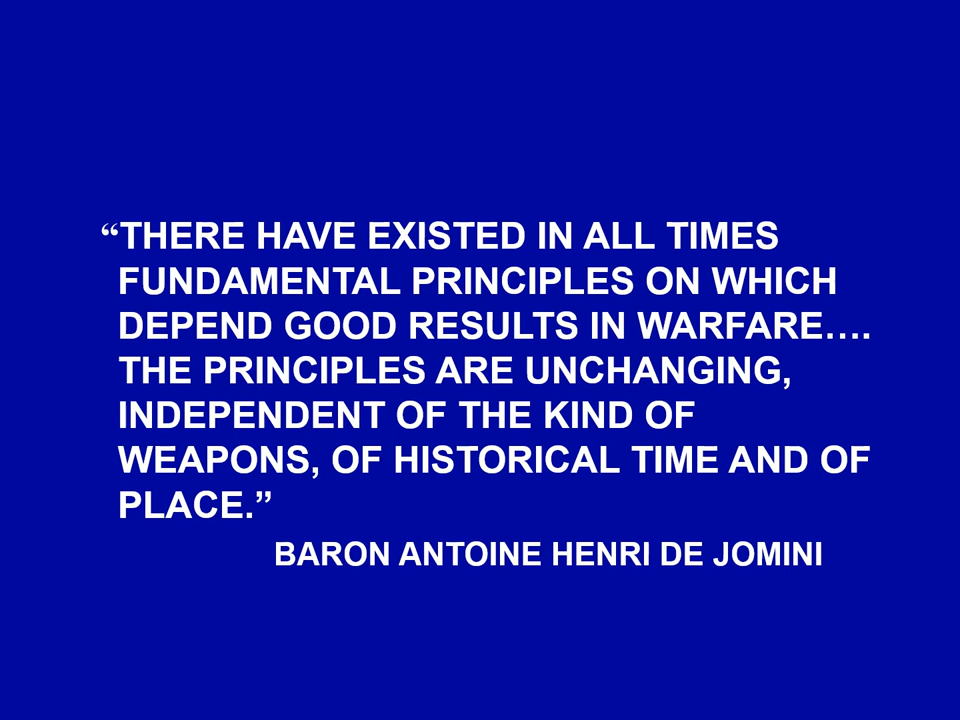 “THERE HAVE EXISTED IN ALL TIMES
FUNDAMENTAL PRINCIPLES ON WHICH
DEPEND GOOD RESULTS IN WARFARE….
THE PRINCIPLES ARE UNCHANGING,
INDEPENDENT OF THE KIND OF
WEAPONS, OF HISTORICAL TIME AND OF
PLACE.”
BARON ANTOINE HENRI DE JOMINI